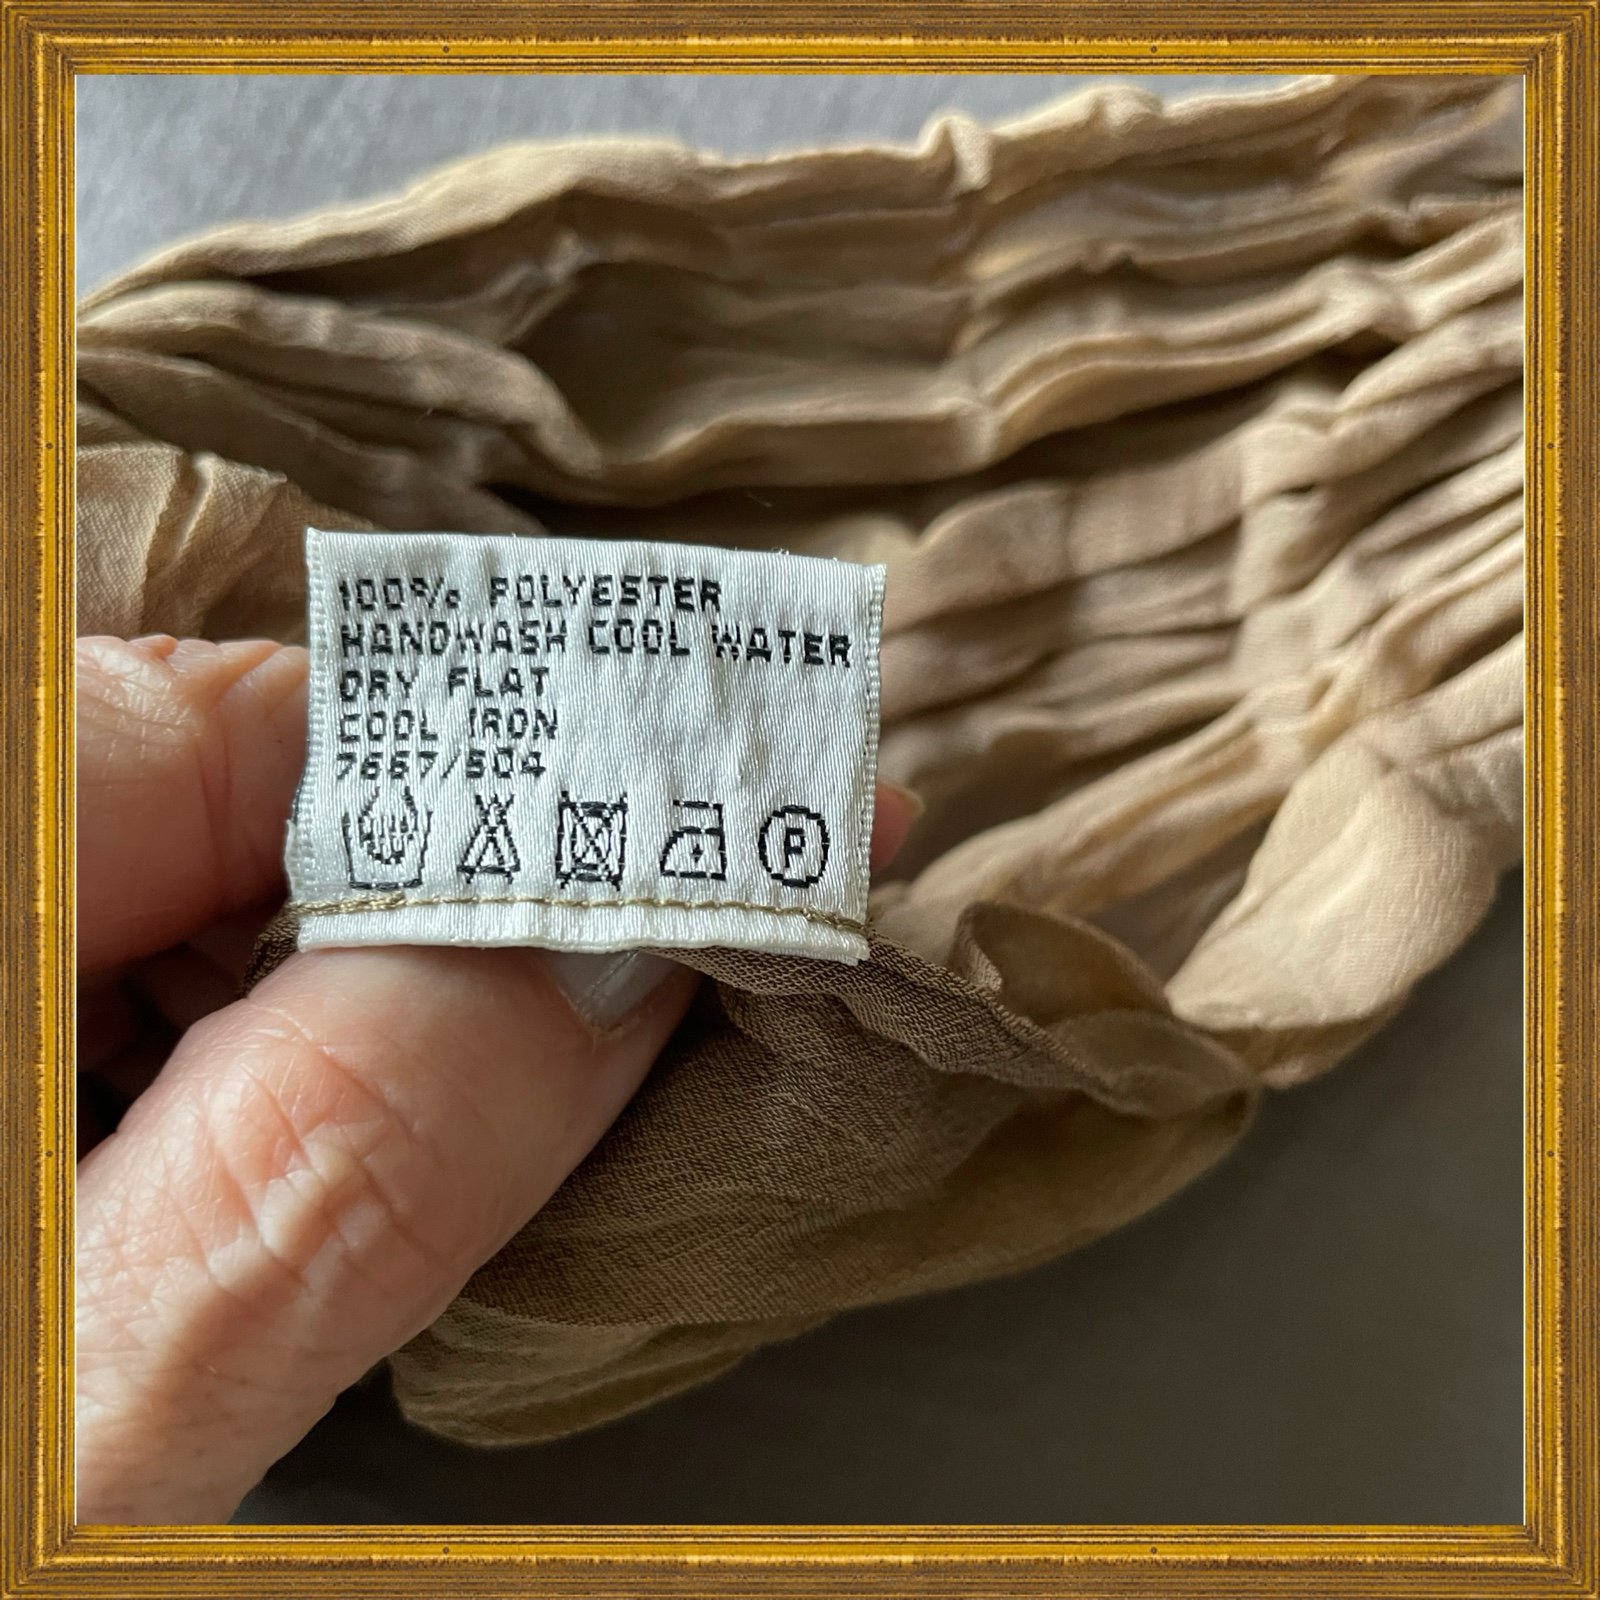 100% POLYESTER
HANDWASH COOL WATER
DRY FLAT
COOL IRON
7667/504
P